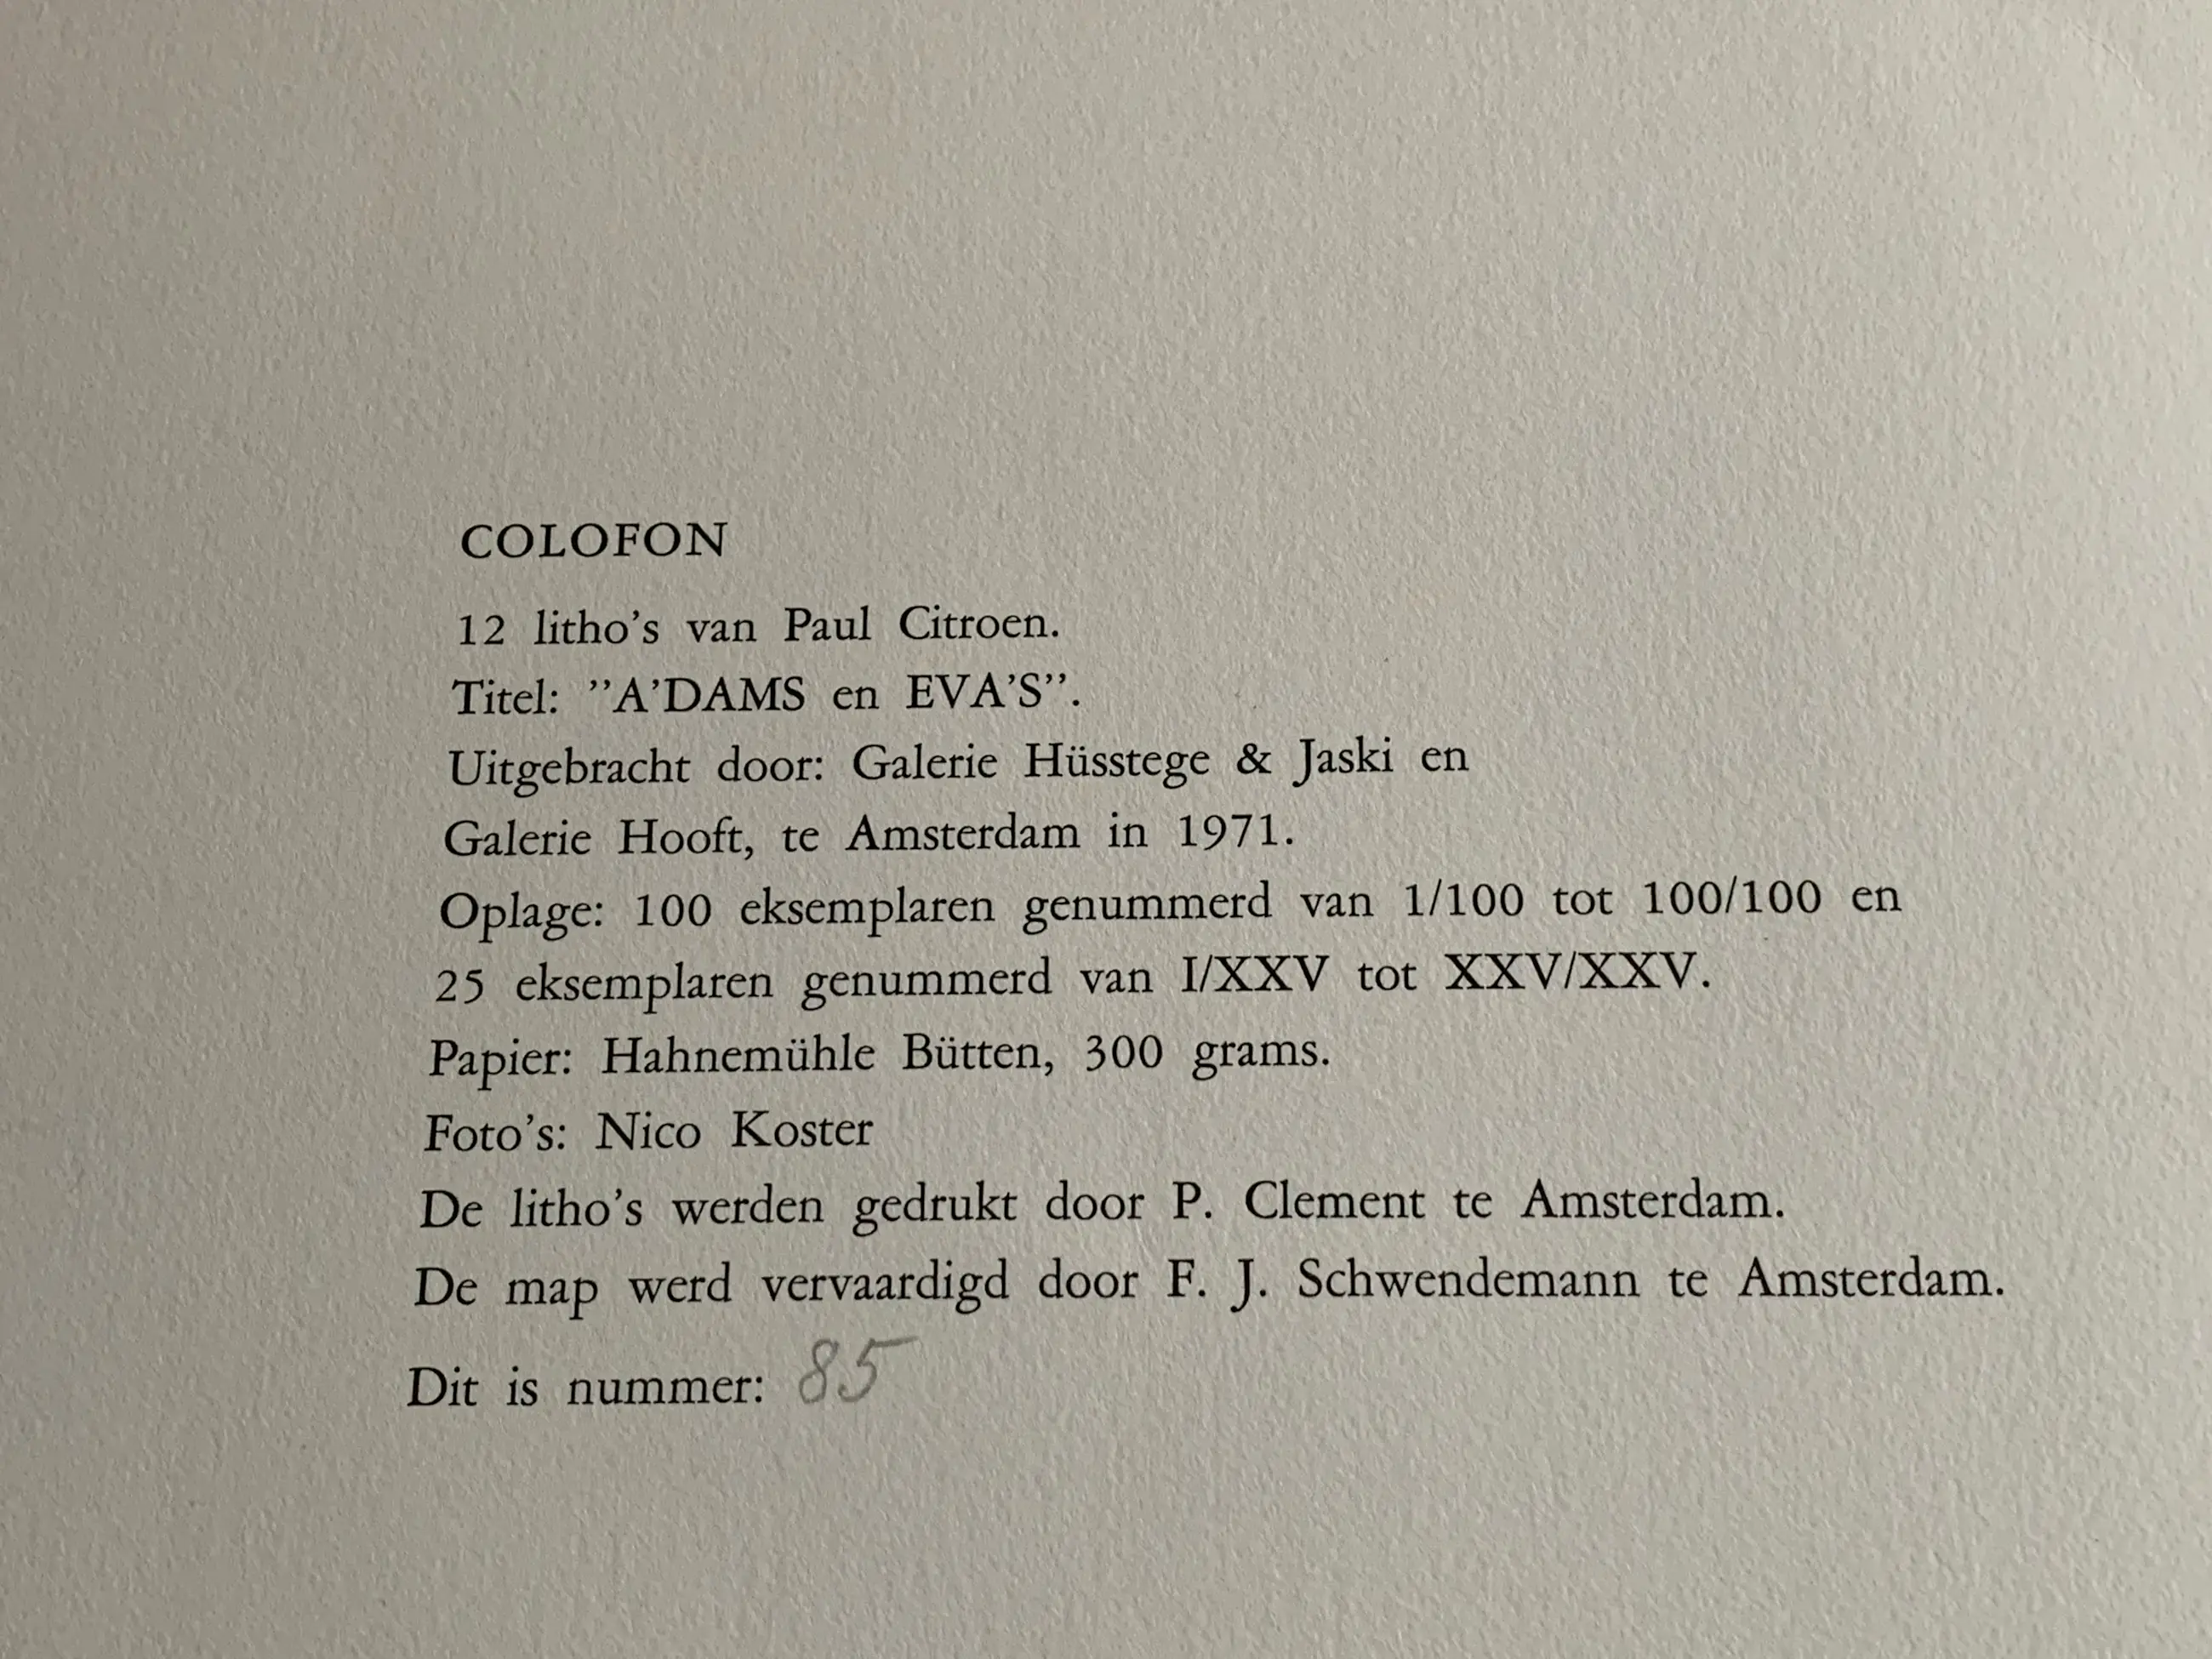 COLOFON
12 litho's van Paul Citroen.
Titel: ”A’DAMS en EVA’S”.
Uitgebracht door: Galerie Hüsstege & Jaski en
Galerie Hooft, te Amsterdam in 1971.
Oplage: 100 eksemplaren genummerd van 1/100 tot 100/100 en
25 eksemplaren genummerd van I/XXV tot XXV/XXV.
Papier: Hahnemühle Bütten, 300 grams.
Foto’s: Nico Koster
De litho’s werden gedrukt door P. Clement te Amsterdam.
De map werd vervaardigd door F. J. Schwendemann te Amsterdam.
Dit is nummer: 85